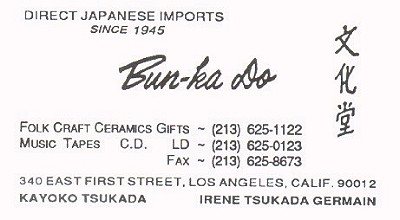 DIRECT JAPANESE IMPORTS
SINCE 1945
Bun-ka Do
文化堂
FOLK CRAFT CERAMICS GIFTS ~ (213) 625-1122
MUSIC TAPES C.D. LD ~ (213) 625-0123
FAX ~ (213) 625-8673
340 EAST FIRST STREET, LOS ANGELES, CALIF. 90012
KAYOKO TSUKADA IRENE TSUKADA GERMAIN